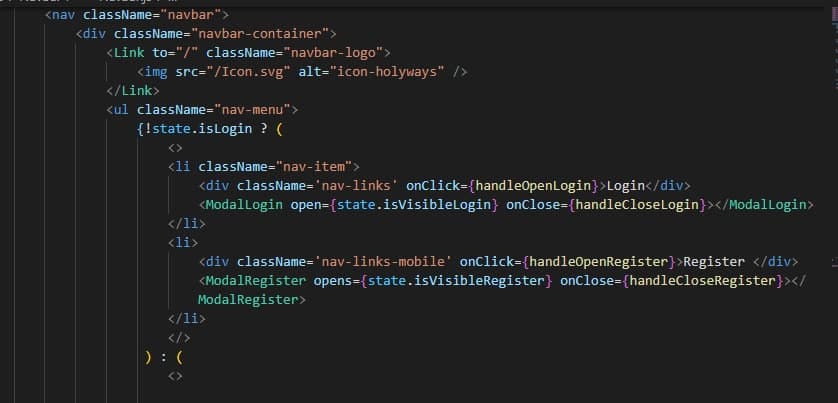 <nav className="navbar">
<div className="navbar-container">
<Link to="/" className="navbar-logo">
<img src="/Icon.svg" alt="icon-holyways" />
</Link>
<ul className="nav-menu">
{!state.isLogin ? (
<>
<li className="nav-item">
<div className='nav-links' onClick={handleOpenLogin}>Login</div>
<ModalLogin open={state.isVisibleLogin} onClose={handleCloseLogin}></ModalLogin>
</li>
<li>
<div className='nav-links-mobile' onClick={handleOpenRegister}>Register </div>
<ModalRegister opens={state.isVisibleRegister} onClose={handleCloseRegister}></
ModalRegister>
</li>
</>
) : (
<>